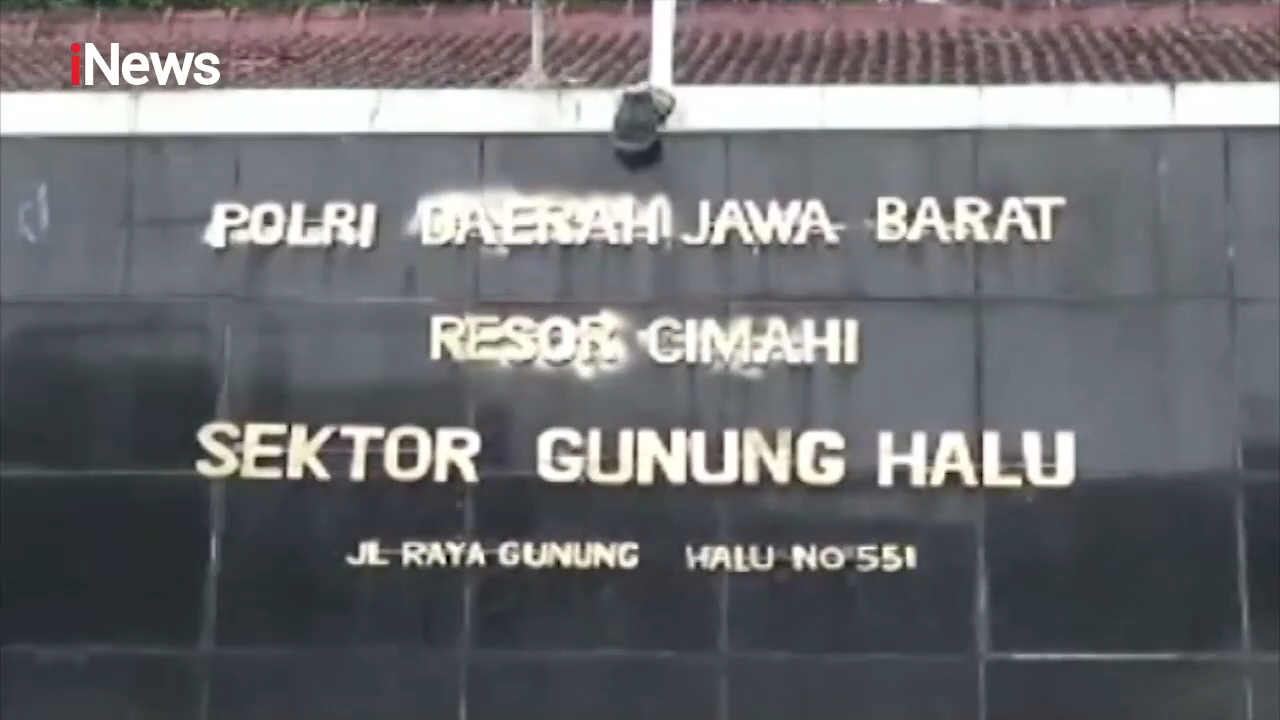 iNews
POLRI DAERAH JAWA BARAT
RESOR CIMAHI
SEKTOR GUNUNG HALU
JL RAYA GUNUNG HALU NO 551